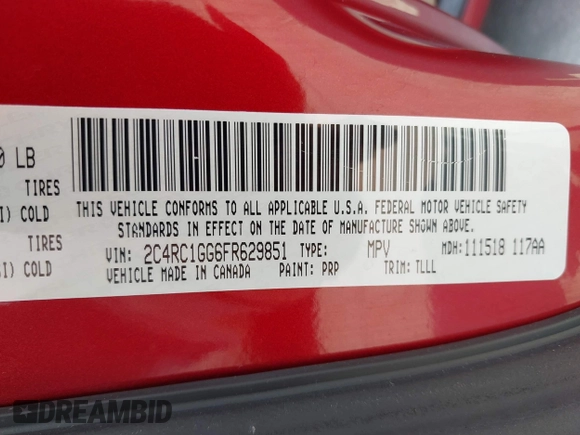 0 LB
TIRES
I) COLD
TIRES
I) COLD
THIS VEHICLE CONFORMS TO ALL APPLICABLE U.S.A. FEDERAL MOTOR VEHICLE SAFETY
STANDARDS IN EFFECT ON THE DATE OF MANUFACTURE SHOWN ABOVE.
VIN: 2C4RC1GG6FR629851 TYPE: MPV MDH:111518 117AA
VEHICLE MADE IN CANADA PAINT: PRP TRIM: TLLL
DREAMBID